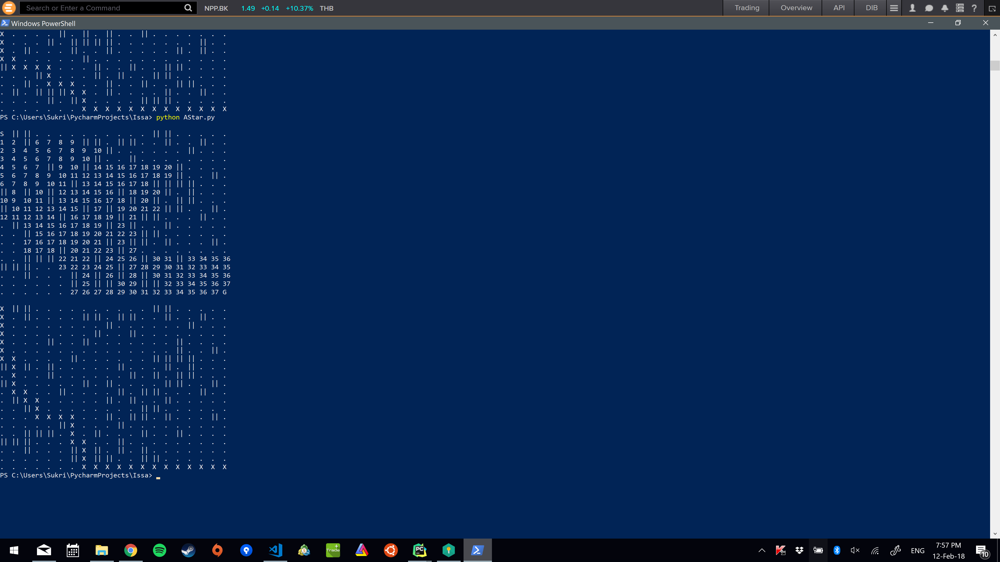 Search or Enter a Command NPP.BK 1.49 +0.14 +10.37% THB Trading Overview API DIB
Windows PowerShell
X . . . . || . || . || . . || . . . . . . .
X . . . || . || || || || . . . . . . . || . .
X . || . . . || . . || . . . . . || . || . .
X X . . . . . || . . . . . . . . . . . .
|| X X X X . . . || . . || . . || || . . . .
. . . || X . . . || . || . . || || . . . . .
. . || . X X X . . || . . || . . || || . . .
. || . || || || X X . || . . . . || . . || . .
. . . . || . || X . . . . || || || . . . . .
. . . . . . . X X X X X X X X X X X X X
PS C:\Users\Sukri\PycharmProjects\Issa> python AStar.py
S || || . . . . . . . . . . || || . . . . .
1 2 || 6 7 8 9 || || . || || . . || . . || . .
2 3 4 5 6 7 8 9 10 || . . . . . . || . . .
3 4 5 6 7 8 9 10 || . . || . . . . . . . .
4 5 6 7 || 9 10 || 14 15 16 17 18 19 20 || . . . .
5 6 7 8 9 10 11 12 13 14 15 16 17 18 19 || . . || .
6 7 8 9 10 11 || 13 14 15 16 17 18 || || || || . . .
|| 8 || 10 || 12 13 14 15 16 || 18 19 20 || . || . . .
10 9 10 11 || 13 14 15 16 17 18 || 20 || . || || . . .
|| 10 11 12 13 14 15 || 17 || 19 20 21 22 || || . . || .
12 11 12 13 14 || 16 17 18 19 || 21 || || . . . || . .
. || 13 14 15 16 17 18 19 || 23 || . . || . . . . .
. . || 15 16 17 18 19 20 21 22 23 || || . . . . . .
. . 17 16 17 18 19 20 21 || 23 || || . || . . . || .
. . 18 17 18 || 20 21 22 23 || 27 . . . . . . . .
. . || || || 22 21 22 || 24 25 26 || 30 31 || 33 34 35 36
|| || || . . 23 22 23 24 25 || 27 28 29 30 31 32 33 34 35
. . || . . . || 24 || 26 || 28 || 30 31 32 33 34 35 36
. . . . . . || 25 || || 30 29 || || 32 33 34 35 36 37
. . . . . . 27 26 27 28 29 30 31 32 33 34 35 36 37 G
X || || . . . . . . . . . . || || . . . . .
X . || . . . . || || . || || . . || . . || . .
X . . . . . . . . || . . . . . . || . . .
X . . . . . . . || . . || . . . . . . . .
X . . . || . . || . . . . . . . || . . . .
X . . . . . . . . . . . . . . || . . || .
X X . . . . || . . . . . . || || || || . . .
|| X || . || . . . . . || . . . || . || . . .
. X . . || . . . . . . || . || . || || . . .
|| X . . . . . || . || . . . . || || . . || .
. X X . . || . . . . || . || || . . . || . .
. || X X . . . . . || . || . . || . . . . .
. . || X . . . . . . . . || || . . . . . .
. . . X X X X . . || . || || . || . . . || .
. . . . . || X . . . || . . . . . . . . .
. . || || || . X . || . . . || . . || . . . .
|| || || . . . X X . . || . . . . . . . . .
. . || . . . || X || . || . || . . . . . . .
. . . . . . || X || || . . || || . . . . . .
. . . . . . . X X X X X X X X X X X X X
PS C:\Users\Sukri\PycharmProjects\Issa>
Trade
PC
ENG
7:57 PM
12-Feb-18
10